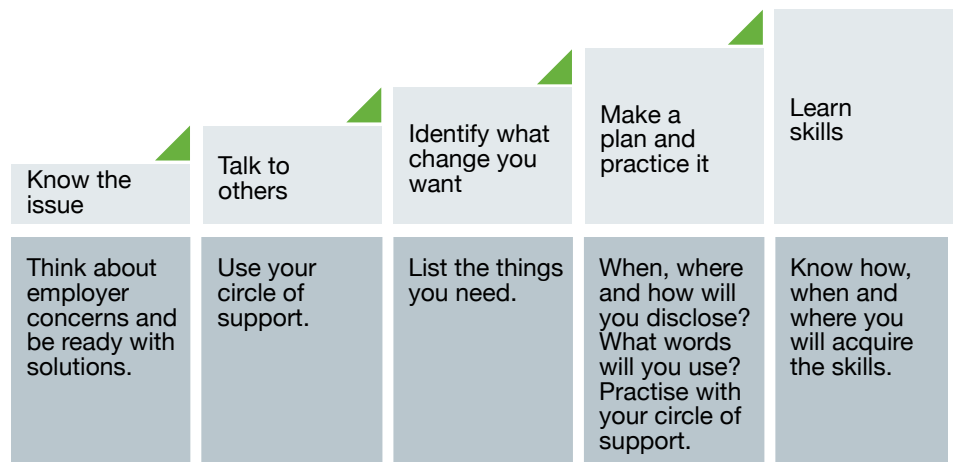 Know the
issue
Talk to
others
Identify what
change you
want
Make a
plan and
practice it
Learn
skills
Think about
employer
concerns and
be ready with
solutions.
Use your
circle of
support.
List the things
you need.
When, where
and how will
you disclose?
What words
will you use?
Practise with
your circle of
support.
Know how,
when and
where you
will acquire
the skills.